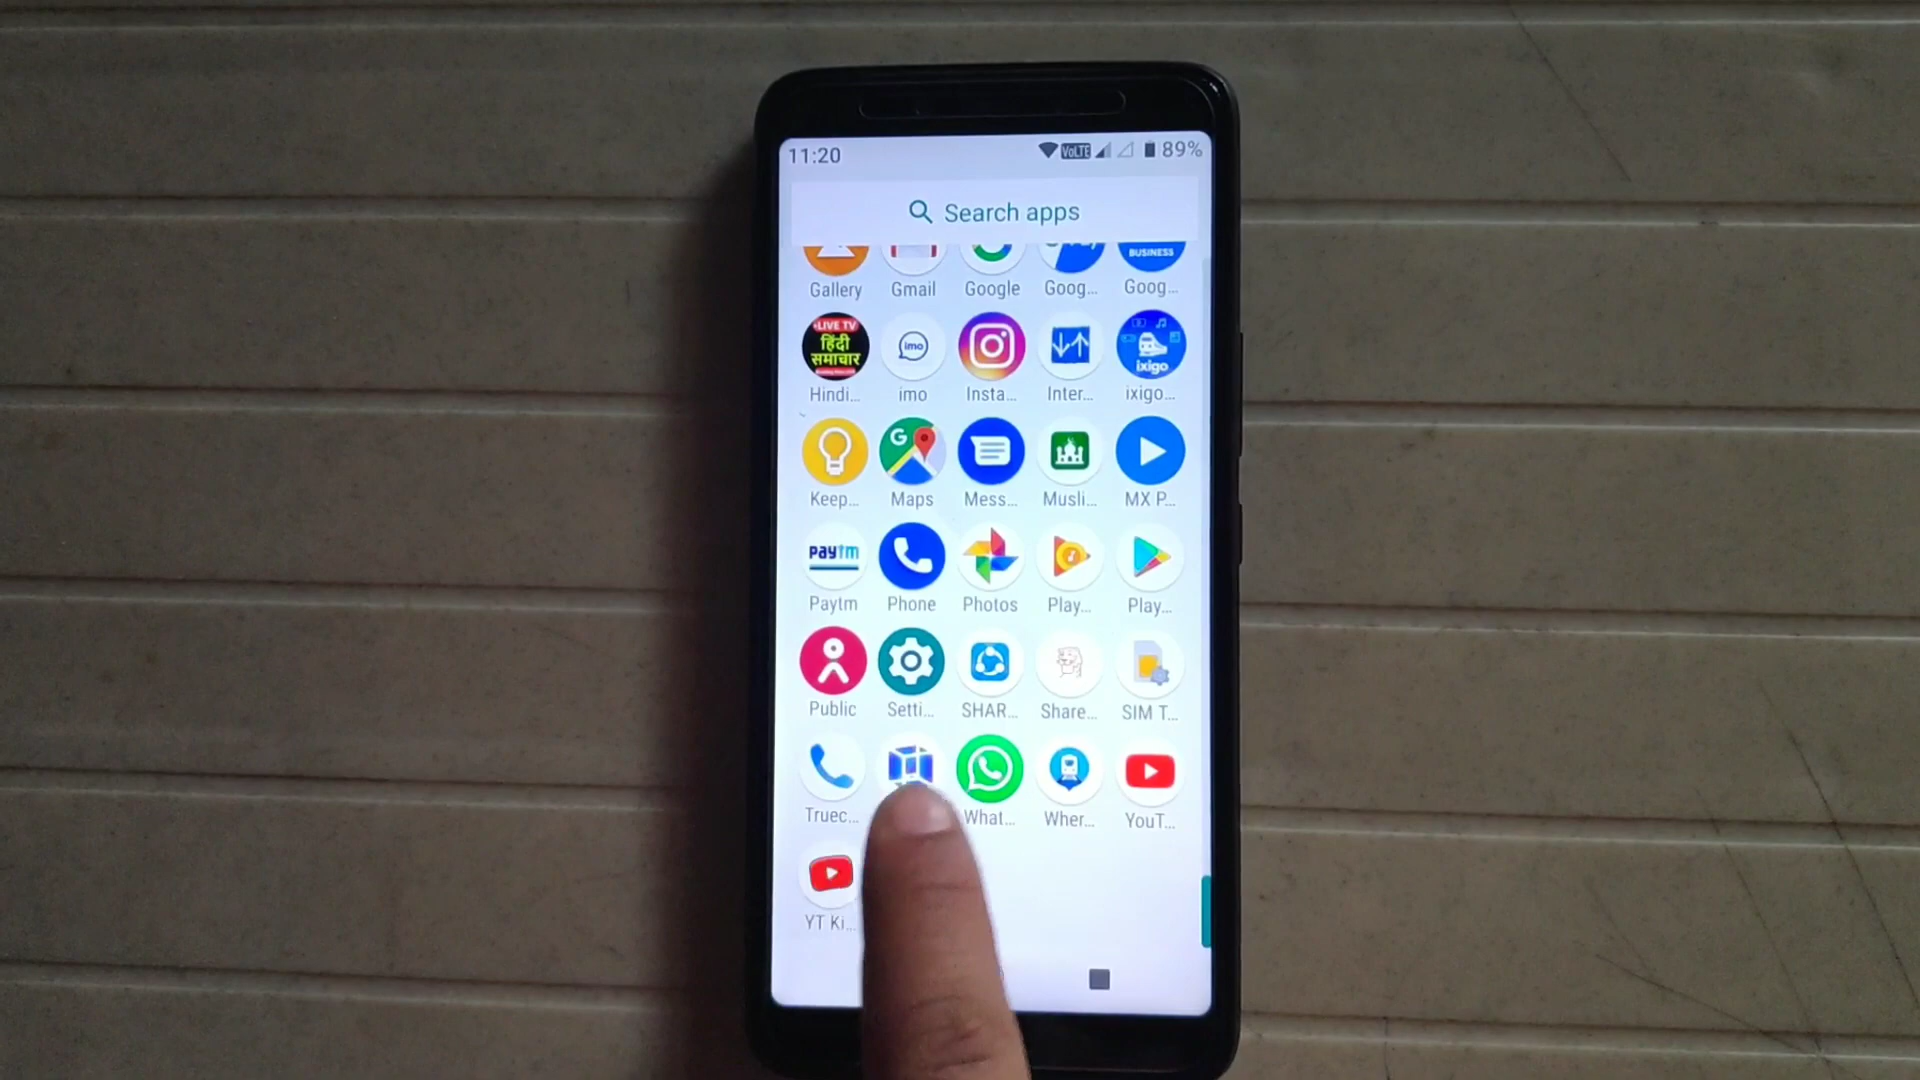 11:20
VoLTE
89%
Search apps
BUSINESS
Gallery
Gmail
Google
Goog...
Goog...
LIVE TV
हिंदी
समाचार
imo
ixigo
Hindi...
imo
Insta...
Inter...
ixigo...
G
Keep...
Maps
Mess...
Musli...
MX P...
paytm
Paytm
Phone
Photos
Play...
Play...
Public
Setti...
SHAR...
Share...
SIM T...
Truec...
What...
Wher...
YouT...
YT Ki...